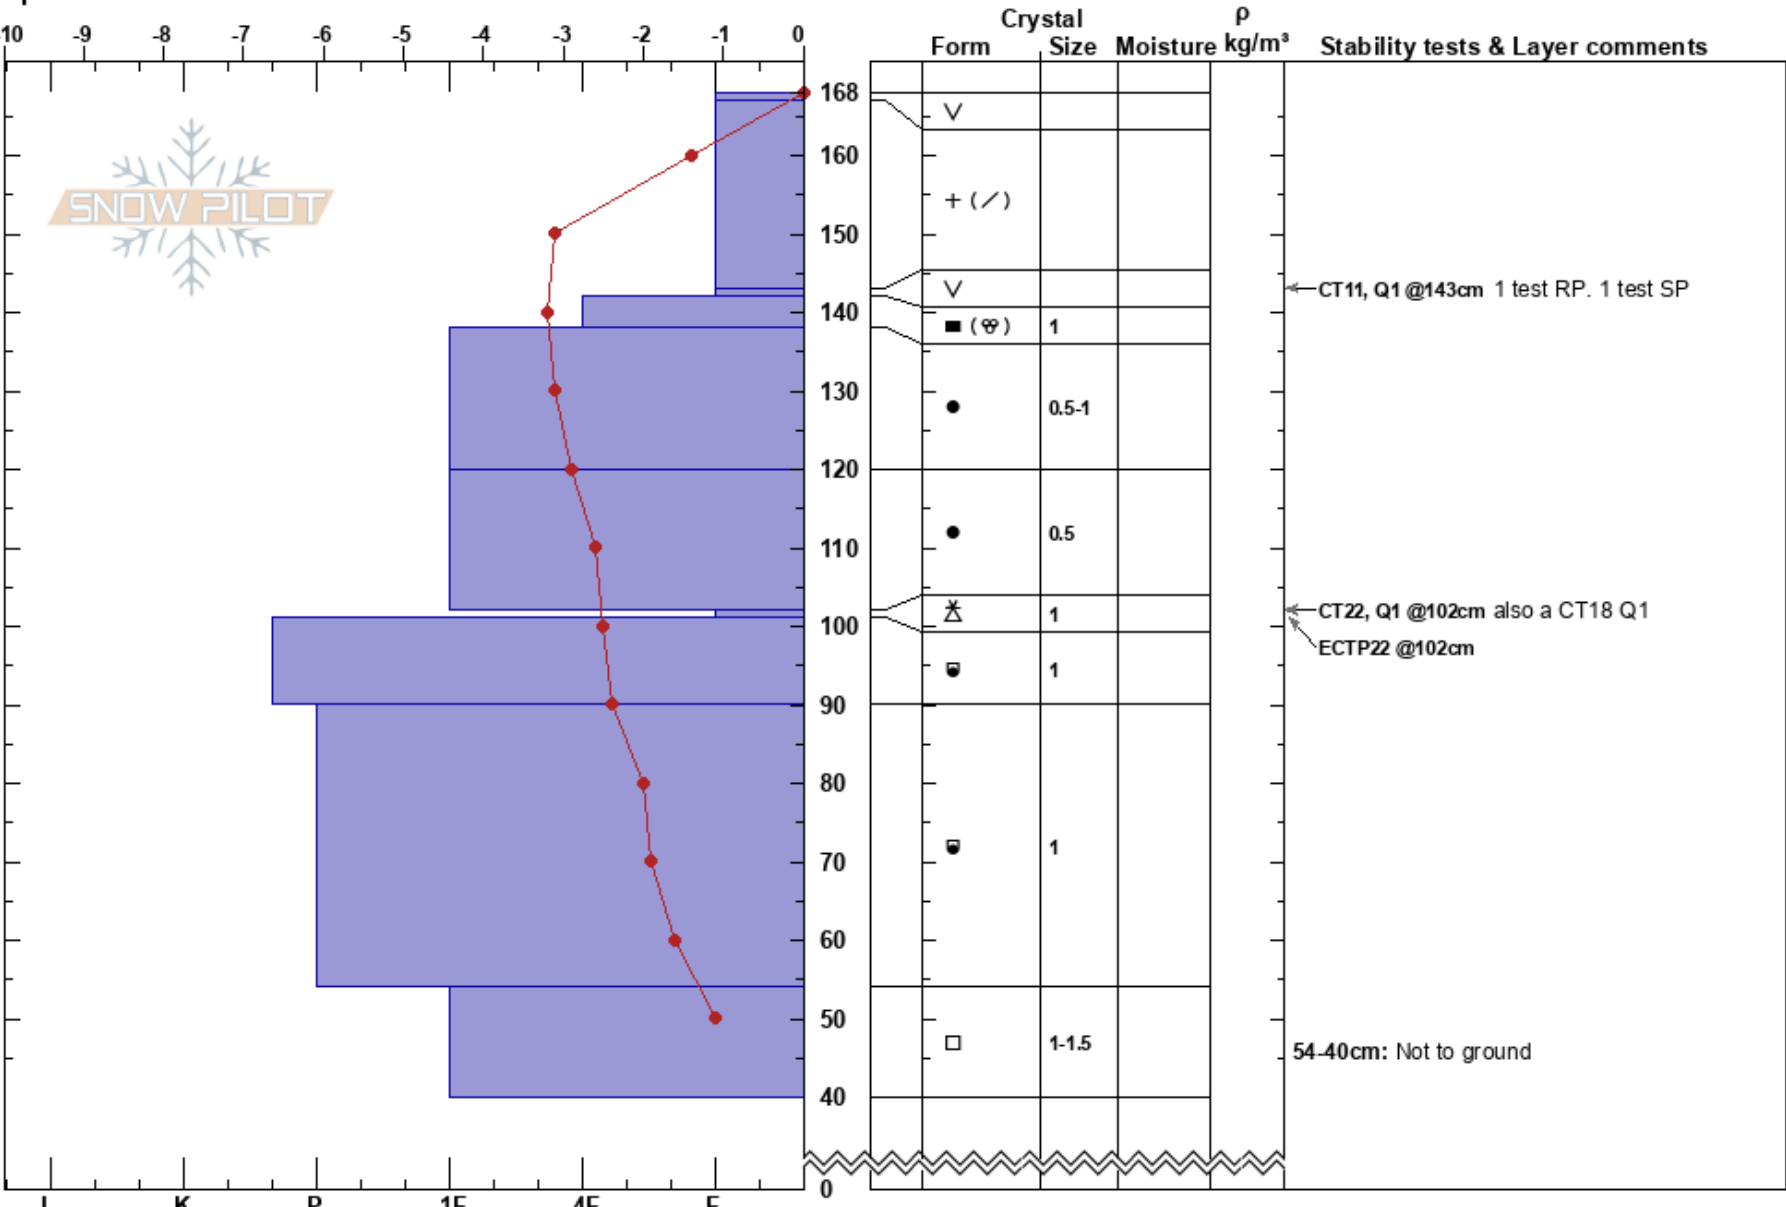 Crystal ρ
-10 -9 -8 -7 -6 -5 -4 -3 -2 -1 0
Form Size Moisture kg/m³ Stability tests & Layer comments
168
160
+ (/)
SNOW PILOT
150
CT11, Q1 @143cm 1 test RP. 1 test SP
140
1
130
0.5-1
120
0.5
110
CT22, Q1 @102cm also a CT18 Q1
1
100
ECTP22 @102cm
1
90
80
1
70
60
50
1-1.5
54-40cm: Not to ground
40
0
I K P 1F 4F F